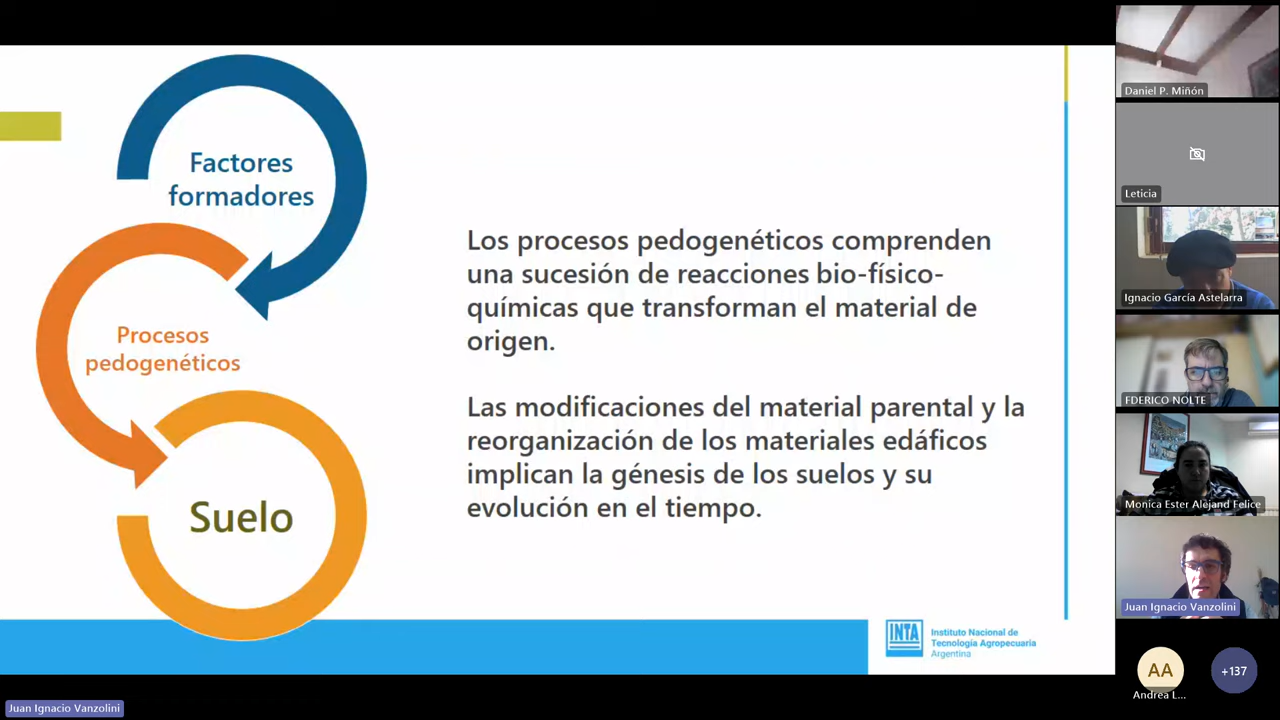 Factores
formadores
Procesos
pedogenéticos
Suelo
Los procesos pedogenéticos comprenden
una sucesión de reacciones bio-físico-
químicas que transforman el material de
origen.
Las modificaciones del material parental y la
reorganización de los materiales edáficos
implican la génesis de los suelos y su
evolución en el tiempo.
INTA
Instituto Nacional de
Tecnología Agropecuaria
Argentina
Daniel P. Miñón
Leticia
Ignacio García Astelarra
FDERICO NOLTE
Monica Ester Alejand Felice
Juan Ignacio Vanzolini
AA
+137
Andrea L...
Juan Ignacio Vanzolini